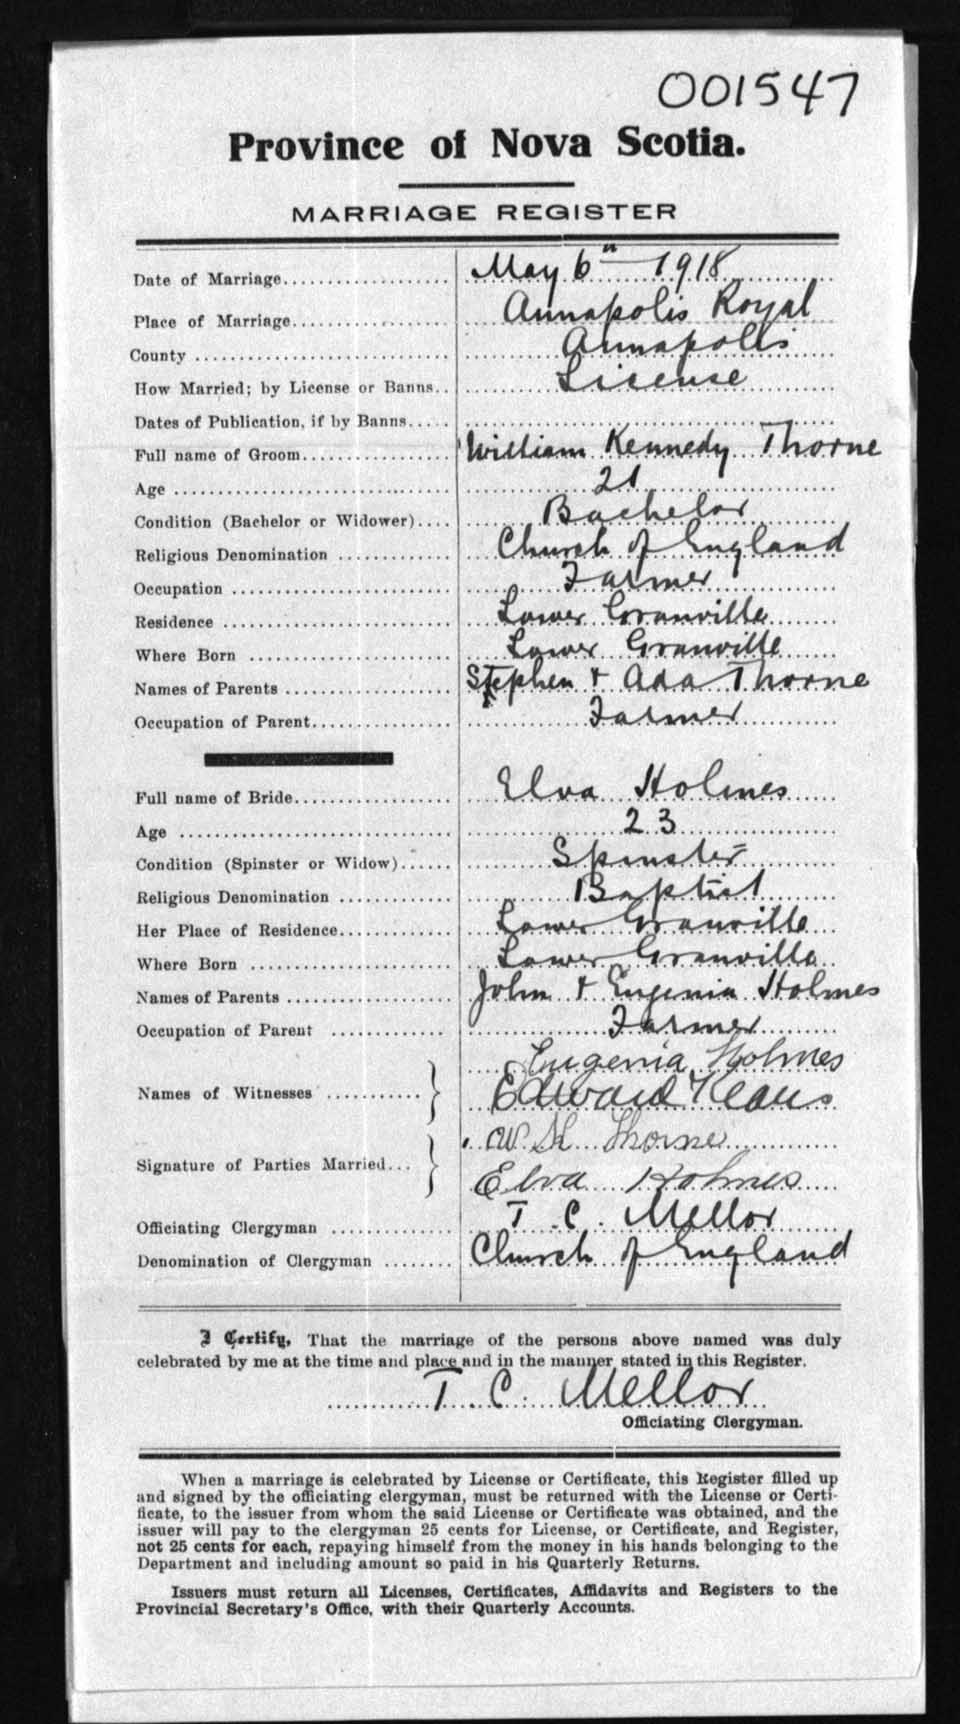 001547
Province of Nova Scotia.
MARRIAGE REGISTER
Date of Marriage.................... May 6th 1918
Place of Marriage................... Annapolis Royal
County .............................. Annapolis
How Married; by License or Banns.. License
Dates of Publication, if by Banns.....
Full name of Groom.................. William Kennedy Thorne
Age ................................ 21
Condition (Bachelor or Widower).... Bachelor
Religious Denomination ............. Church of England
Occupation ......................... Farmer
Residence .......................... Lower Granville
Where Born ........................ Lower Granville
Names of Parents ................... Stephen + Ada Thorne
Occupation of Parent................ Farmer
Full name of Bride.................. Elva Holmes
Age ................................ 23
Condition (Spinster or Widow)...... Spinster
Religious Denomination ............. Baptist
Her Place of Residence............. Lower Granville
Where Born ........................ Lower Granville
Names of Parents ................... John + Eugenia Holmes
Occupation of Parent .............. Farmer
Eugenia Holmes
Names of Witnesses ........... } Edward Keans
W. K Thorne
Signature of Parties Married... }
Elva Holmes
Officiating Clergyman .............. T. C. Mellor
Denomination of Clergyman ........ Church of England
I Certify, That the marriage of the persons above named was duly
celebrated by me at the time and place and in the manner stated in this Register.
T. C. Mellor
Officiating Clergyman.
When a marriage is celebrated by License or Certificate, this Register filled up
and signed by the officiating clergyman, must be returned with the License or Certi-
ficate, to the issuer from whom the said License or Certificate was obtained, and the
issuer will pay to the clergyman 25 cents for License, or Certificate, and Register,
not 25 cents for each, repaying himself from the money in his hands belonging to the
Department and including amount so paid in his Quarterly Returns.
Issuers must return all Licenses, Certificates, Affidavits and Registers to the
Provincial Secretary's Office, with their Quarterly Accounts.